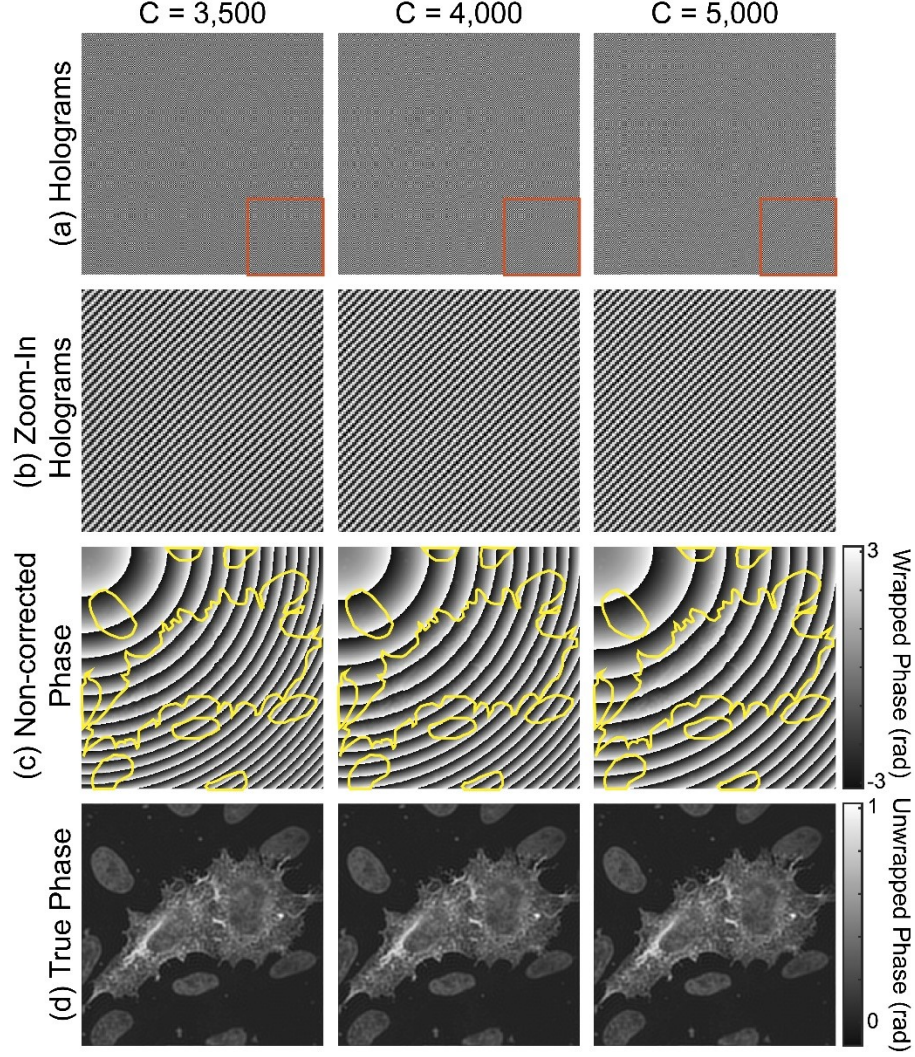 C = 3,500
C = 4,000
C = 5,000
(a) Holograms
(b) Zoom-In
Holograms
(c) Non-corrected
Phase
3
Wrapped Phase (rad)
-3
(d) True Phase
1
Unwrapped Phase (rad)
0